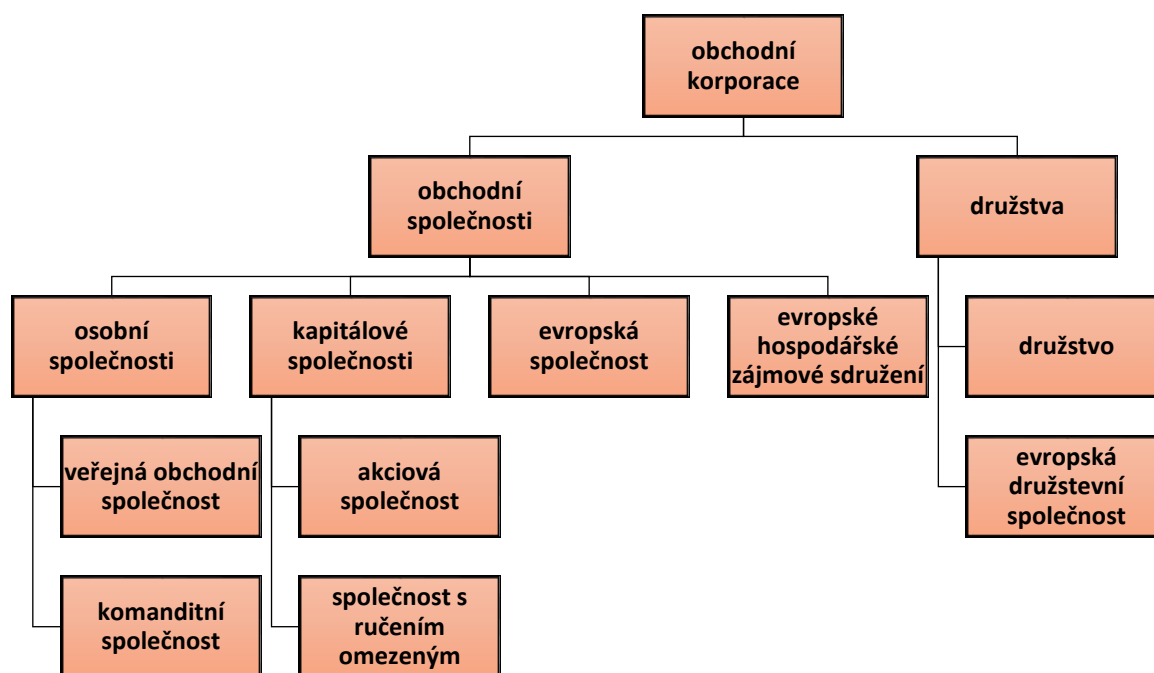 obchodní
korporace
obchodní
společnosti
družstva
osobní
společnosti
kapitálové
společnosti
evropská
společnost
evropské
hospodářské
zájmové sdružení
družstvo
veřejná obchodní
společnost
akciová
společnost
evropská
družstevní
společnost
komanditní
společnost
společnost s
ručením
omezeným